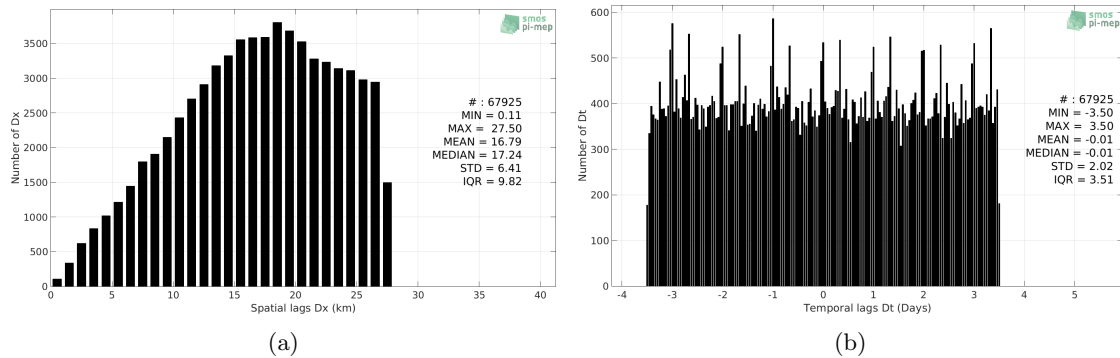 smos
pi-mep
3500
3000
2500
2000
1500
1000
500
0
Number of Dx
# : 67925
MIN = 0.11
MAX = 27.50
MEAN = 16.79
MEDIAN = 17.24
STD = 6.41
IQR = 9.82
0 5 10 15 20 25 30 35 40
Spatial lags Dx (km)
(a)
smos
pi-mep
600
500
400
300
200
100
0
Number of Dt
# : 67925
MIN = -3.50
MAX = 3.50
MEAN = -0.01
MEDIAN = -0.01
STD = 2.02
IQR = 3.51
-4 -3 -2 -1 0 1 2 3 4 5
Temporal lags Dt (Days)
(b)